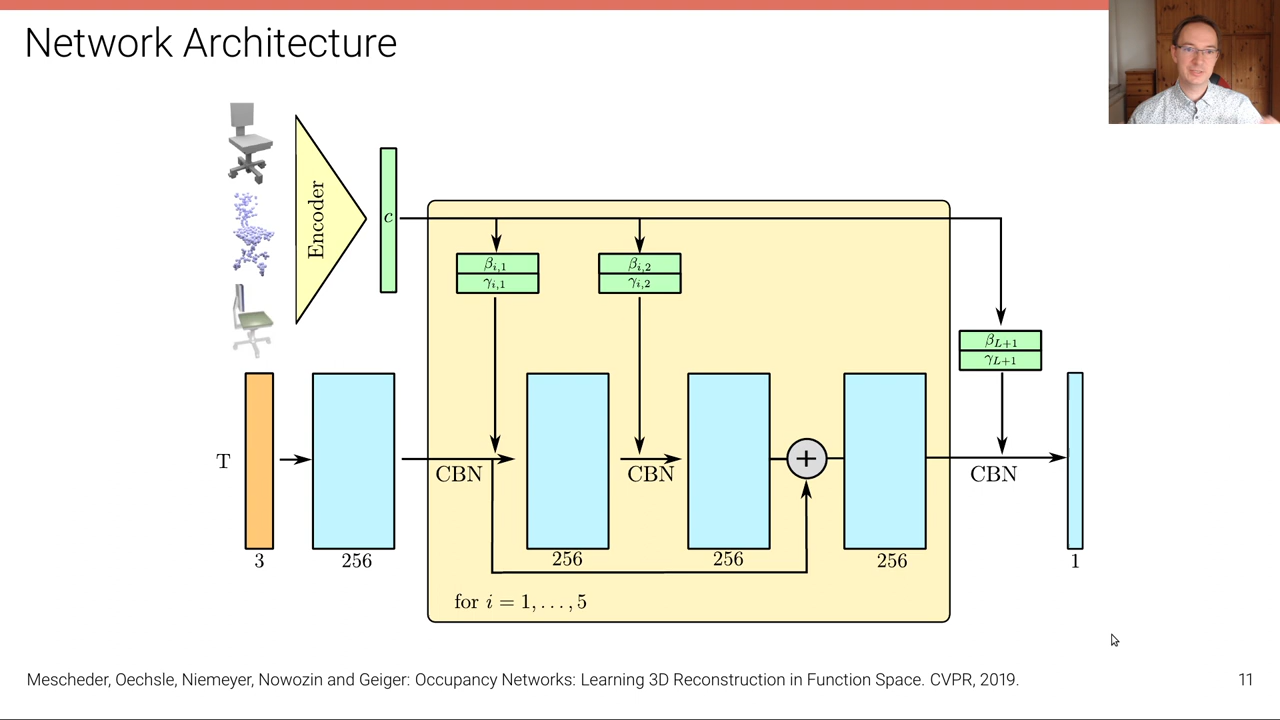 Network Architecture
Encoder
c
β_{i,1}
γ_{i,1}
β_{i,2}
γ_{i,2}
β_{L+1}
γ_{L+1}
T
CBN
CBN
CBN
3
256
256
256
256
1
for i = 1, . . . , 5
Mescheder, Oechsle, Niemeyer, Nowozin and Geiger: Occupancy Networks: Learning 3D Reconstruction in Function Space. CVPR, 2019.
11